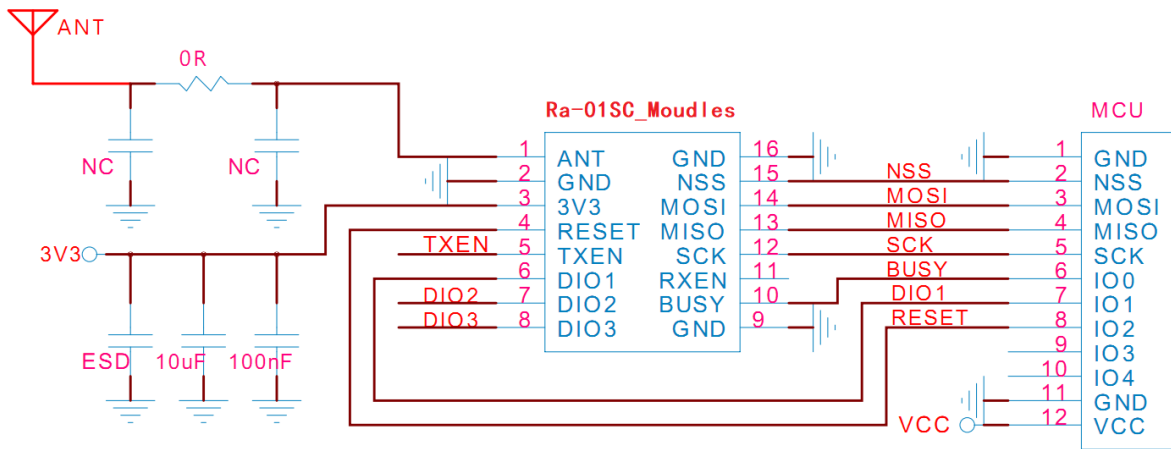 ANT
0R
NC
NC
3V3
ESD
10uF
100nF
Ra-01SC_Moudles
1 ANT GND 16
2 GND NSS 15
3 3V3 MOSI 14
4 RESET MISO 13
TXEN 5 TXEN SCK 12
6 DIO1 RXEN 11
DIO2 7 DIO2 BUSY 10
DIO3 8 DIO3 GND 9
MCU
1 GND
NSS 2 NSS
MOSI 3 MOSI
MISO 4 MISO
SCK 5 SCK
BUSY 6 IO0
DIO1 7 IO1
RESET 8 IO2
9 IO3
10 IO4
11 GND
VCC 12 VCC